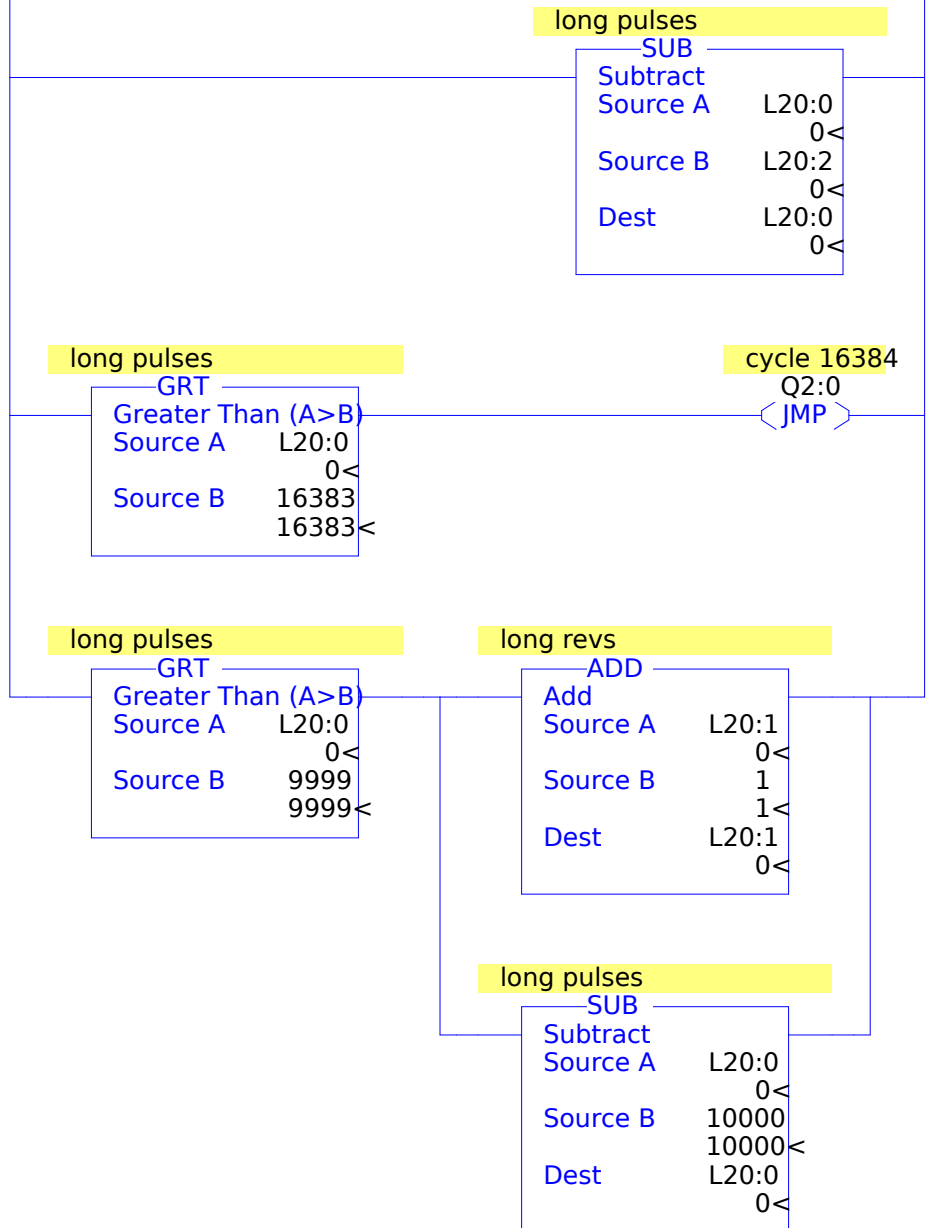 long pulses
SUB
Subtract
Source A L20:0
0<
Source B L20:2
0<
Dest L20:0
0<
long pulses cycle 16384
GRT Q2:0
Greater Than (A>B) JMP
Source A L20:0
0<
Source B 16383
16383<
long pulses long revs
GRT ADD
Greater Than (A>B) Add
Source A L20:0 Source A L20:1
0< 0<
Source B 9999 Source B 1
9999< 1<
Dest L20:1
0<
long pulses
SUB
Subtract
Source A L20:0
0<
Source B 10000
10000<
Dest L20:0
0<